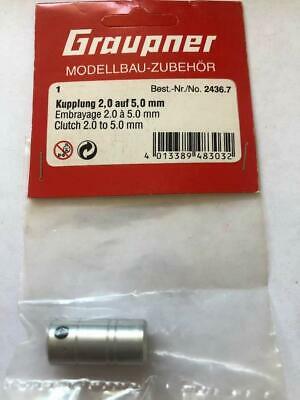 Graupner
MODELLBAU-ZUBEHÖR
1 Best.-Nr./No. 2436.7
Kupplung 2,0 auf 5,0 mm
Embrayage 2.0 à 5.0 mm
Clutch 2.0 to 5.0 mm
4 013389 483032